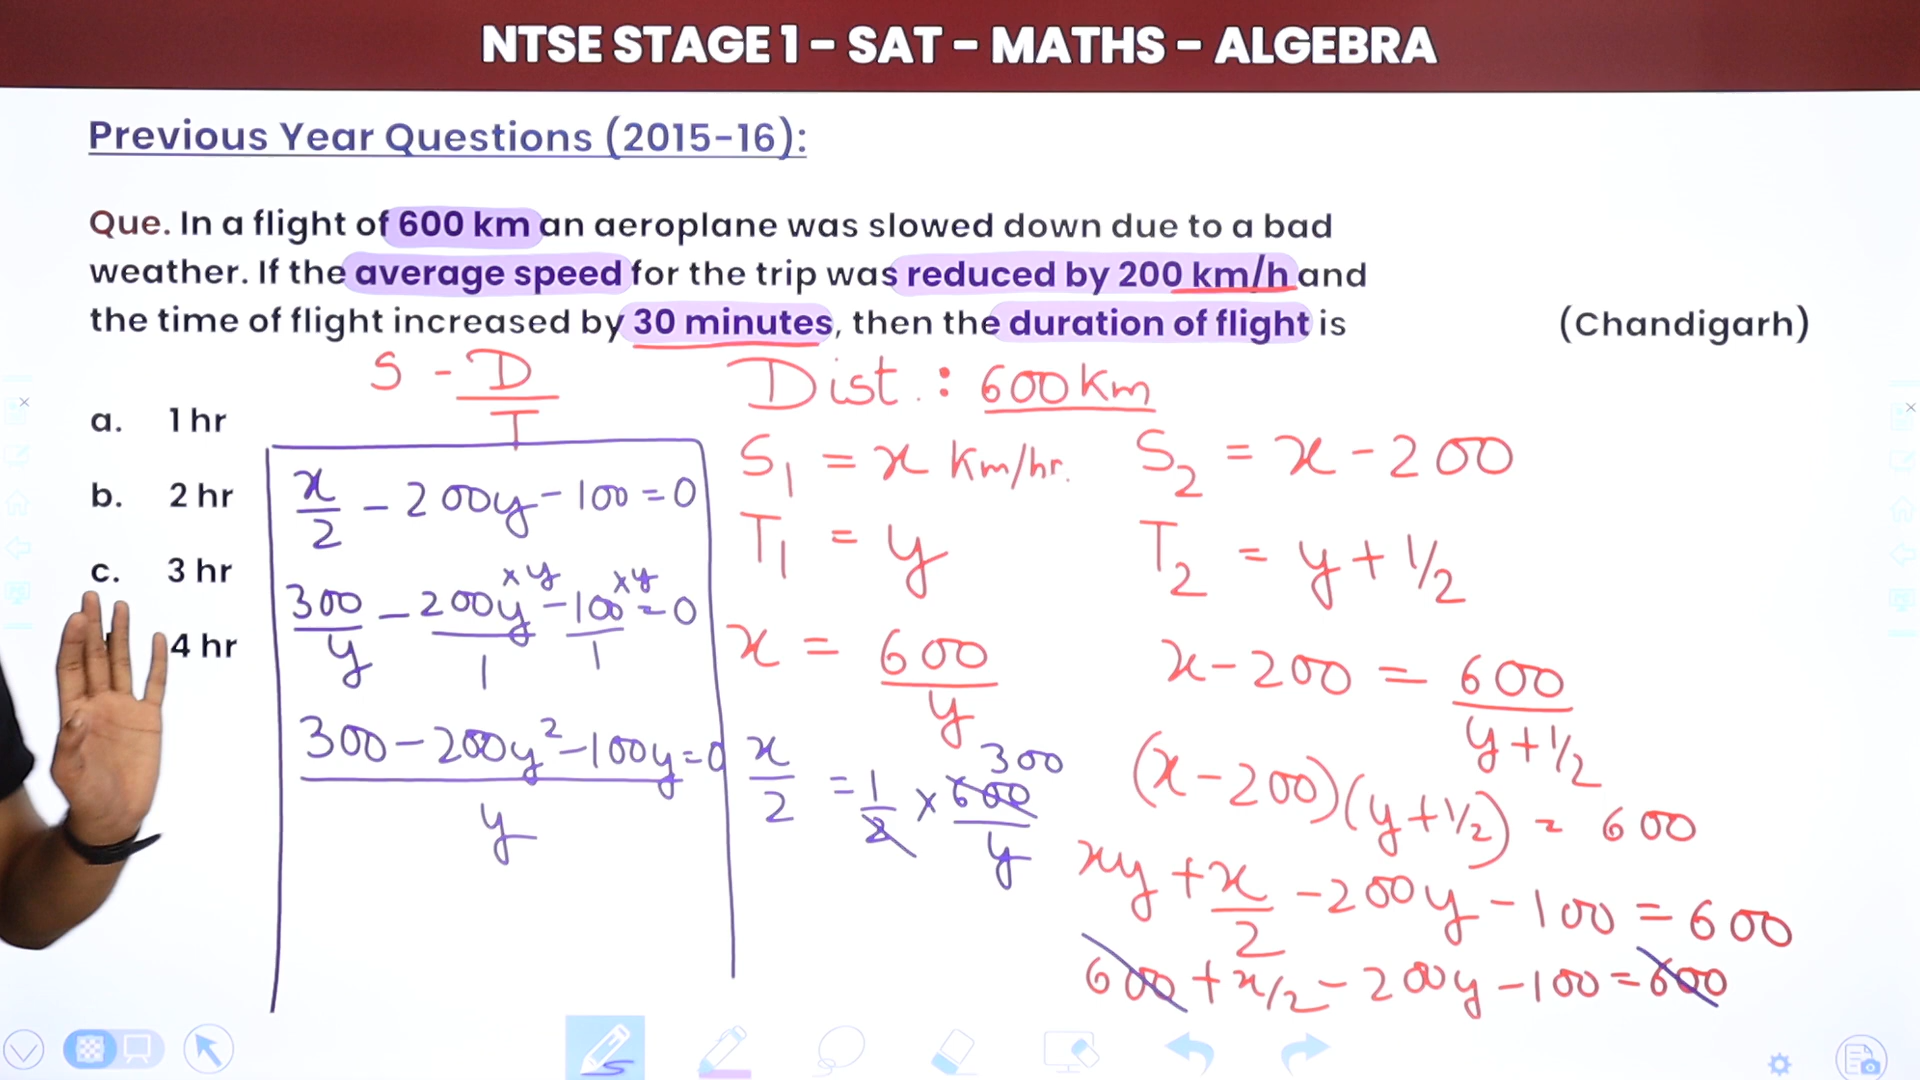 NTSE STAGE 1 - SAT - MATHS - ALGEBRA
Previous Year Questions (2015-16):
Que. In a flight of 600 km an aeroplane was slowed down due to a bad
weather. If the average speed for the trip was reduced by 200 km/h and
the time of flight increased by 30 minutes, then the duration of flight is (Chandigarh)
a. 1 hr
b. 2 hr
c. 3 hr
4 hr
S - D/T
x/2 - 200y - 100 = 0
300/y - 200y/1 - 100/1 = 0
×y ×y
300 - 200y² - 100y = 0
y
Dist. : 600 Km
S₁ = x Km/hr.
T₁ = y
x = 600/y
x/2 = 1/2 × 600/y
300
S₂ = x - 200
T₂ = y + 1/2
x - 200 = 600/(y + 1/2)
(x - 200)(y + 1/2) = 600
xy + x/2 - 200y - 100 = 600
600 + x/2 - 200y - 100 = 600